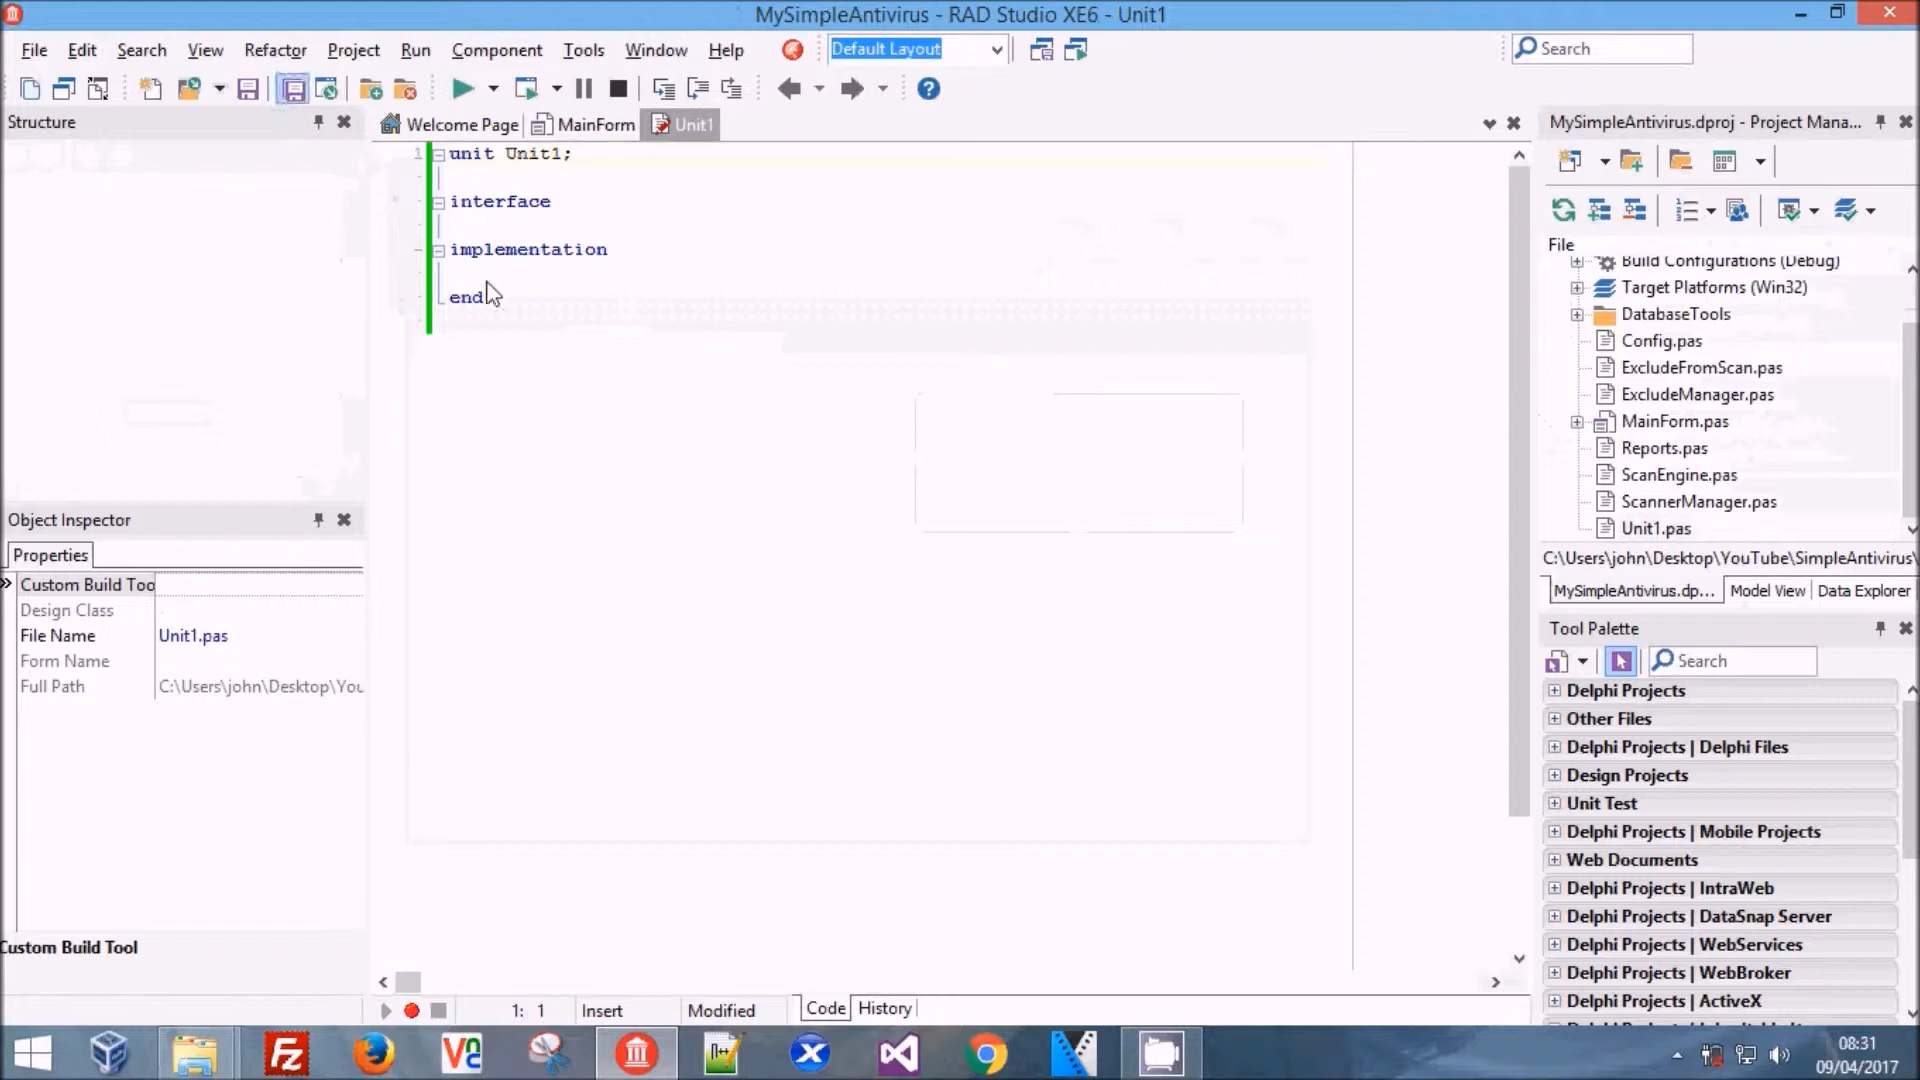 MySimpleAntivirus - RAD Studio XE6 - Unit1
File Edit Search View Refactor Project Run Component Tools Window Help
Default Layout
Search
Structure
Welcome Page
MainForm
Unit1
1
unit Unit1;
interface
implementation
end
Object Inspector
Properties
Custom Build Too
Design Class
File Name Unit1.pas
Form Name
Full Path C:\Users\john\Desktop\You
Custom Build Tool
1: 1 Insert Modified
Code History
MySimpleAntivirus.dproj - Project Mana...
File
Build Configurations (Debug)
Target Platforms (Win32)
DatabaseTools
Config.pas
ExcludeFromScan.pas
ExcludeManager.pas
MainForm.pas
Reports.pas
ScanEngine.pas
ScannerManager.pas
Unit1.pas
C:\Users\john\Desktop\YouTube\SimpleAntivirus\
MySimpleAntivirus.dp... Model View Data Explorer
Tool Palette
Search
Delphi Projects
Other Files
Delphi Projects | Delphi Files
Design Projects
Unit Test
Delphi Projects | Mobile Projects
Web Documents
Delphi Projects | IntraWeb
Delphi Projects | DataSnap Server
Delphi Projects | WebServices
Delphi Projects | WebBroker
Delphi Projects | ActiveX
08:31
09/04/2017